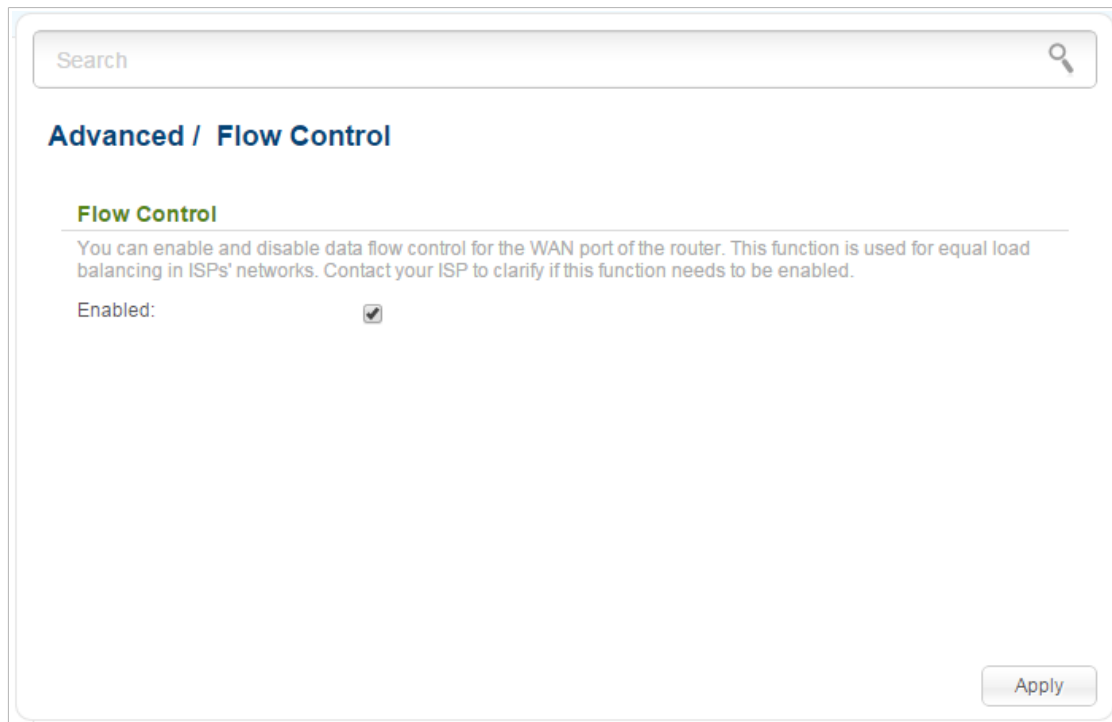 Search
Advanced / Flow Control
Flow Control
You can enable and disable data flow control for the WAN port of the router. This function is used for equal load
balancing in ISPs' networks. Contact your ISP to clarify if this function needs to be enabled.
Enabled:
Apply